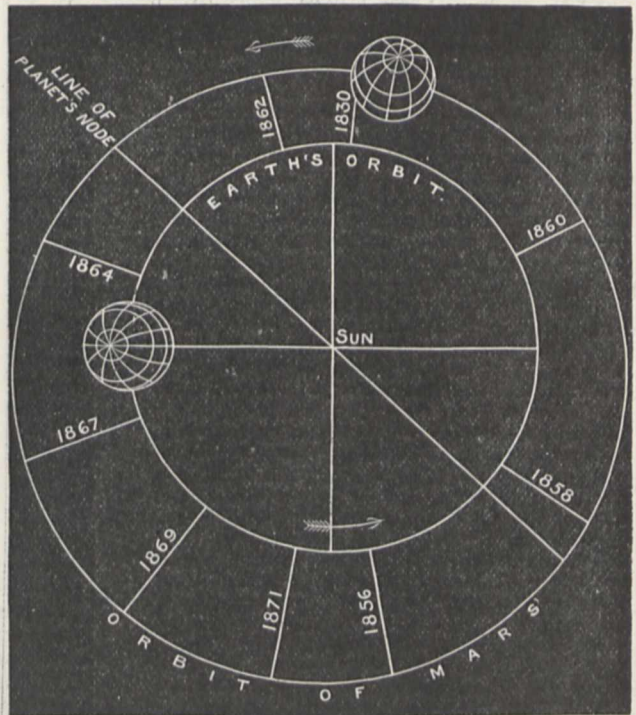 LINE OF
PLANET'S NODE
1862
1830
EARTH'S ORBIT.
1860
1864
SUN
1867
1858
1869
1871
1856
ORBIT OF MARS